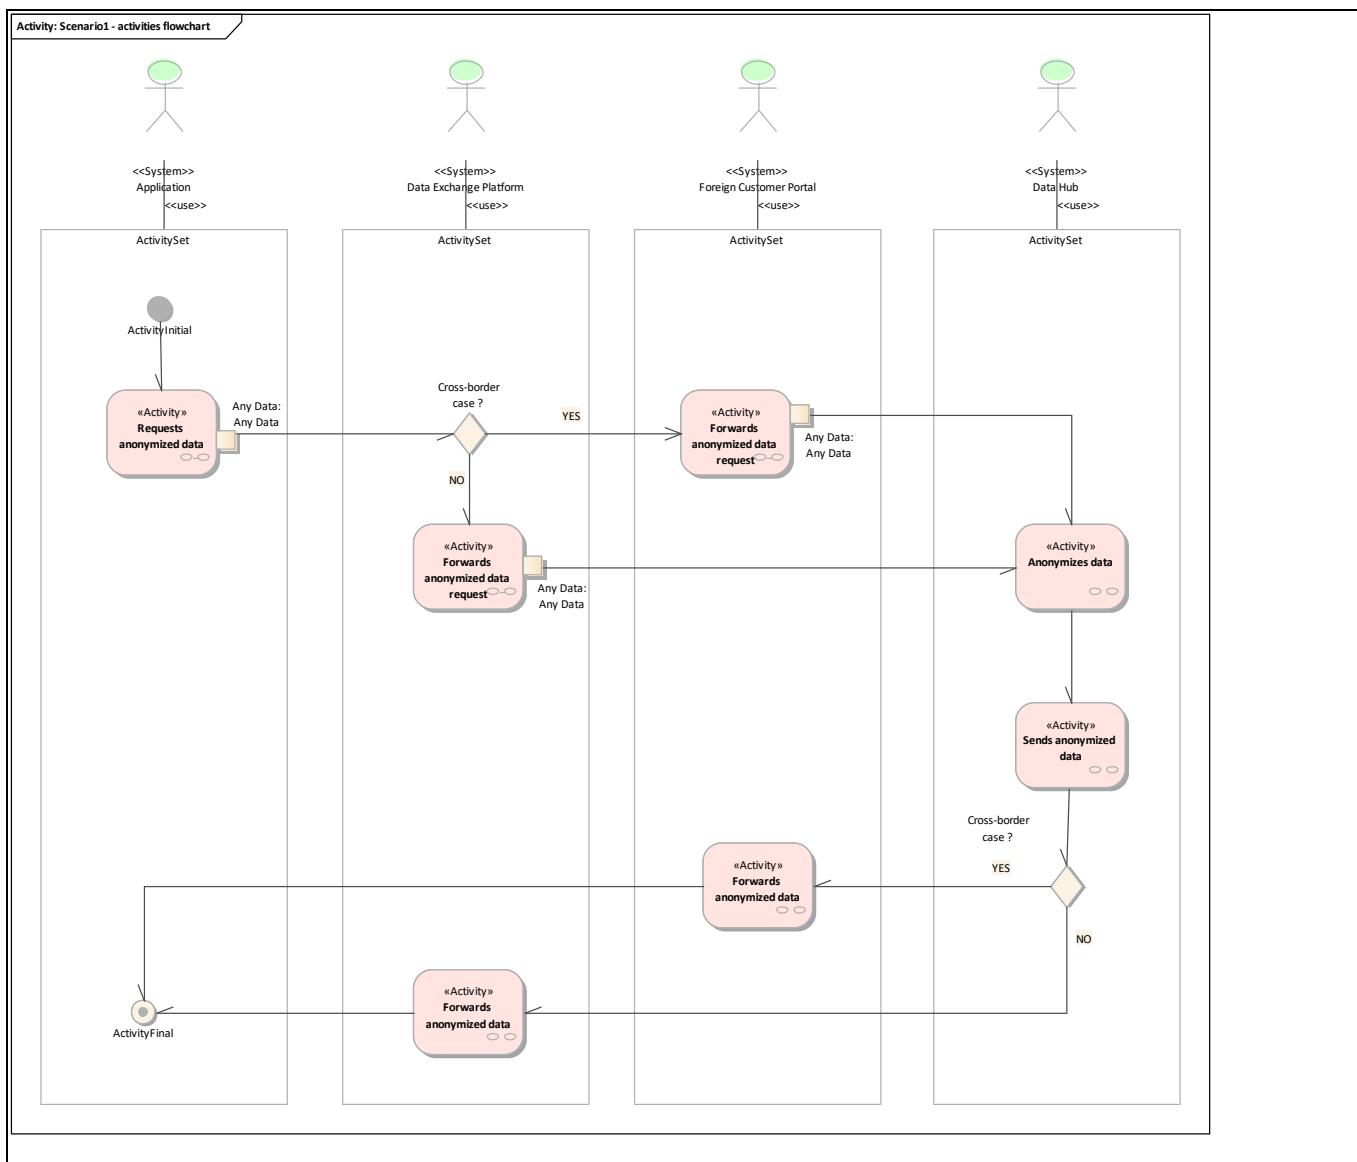 Activity: Scenario1 - activities flowchart
<<System>>
Application
<<use>>
<<System>>
Data Exchange Platform
<<use>>
<<System>>
Foreign Customer Portal
<<use>>
<<System>>
Data Hub
<<use>>
ActivitySet
ActivitySet
ActivitySet
ActivitySet
ActivityInitial
«Activity»
Requests
anonymized data
Any Data:
Any Data
Cross-border
case ?
YES
NO
«Activity»
Forwards
anonymized data
request
Any Data:
Any Data
«Activity»
Forwards
anonymized data
request
Any Data:
Any Data
«Activity»
Anonymizes data
«Activity»
Sends anonymized
data
Cross-border
case ?
YES
NO
«Activity»
Forwards
anonymized data
«Activity»
Forwards
anonymized data
ActivityFinal